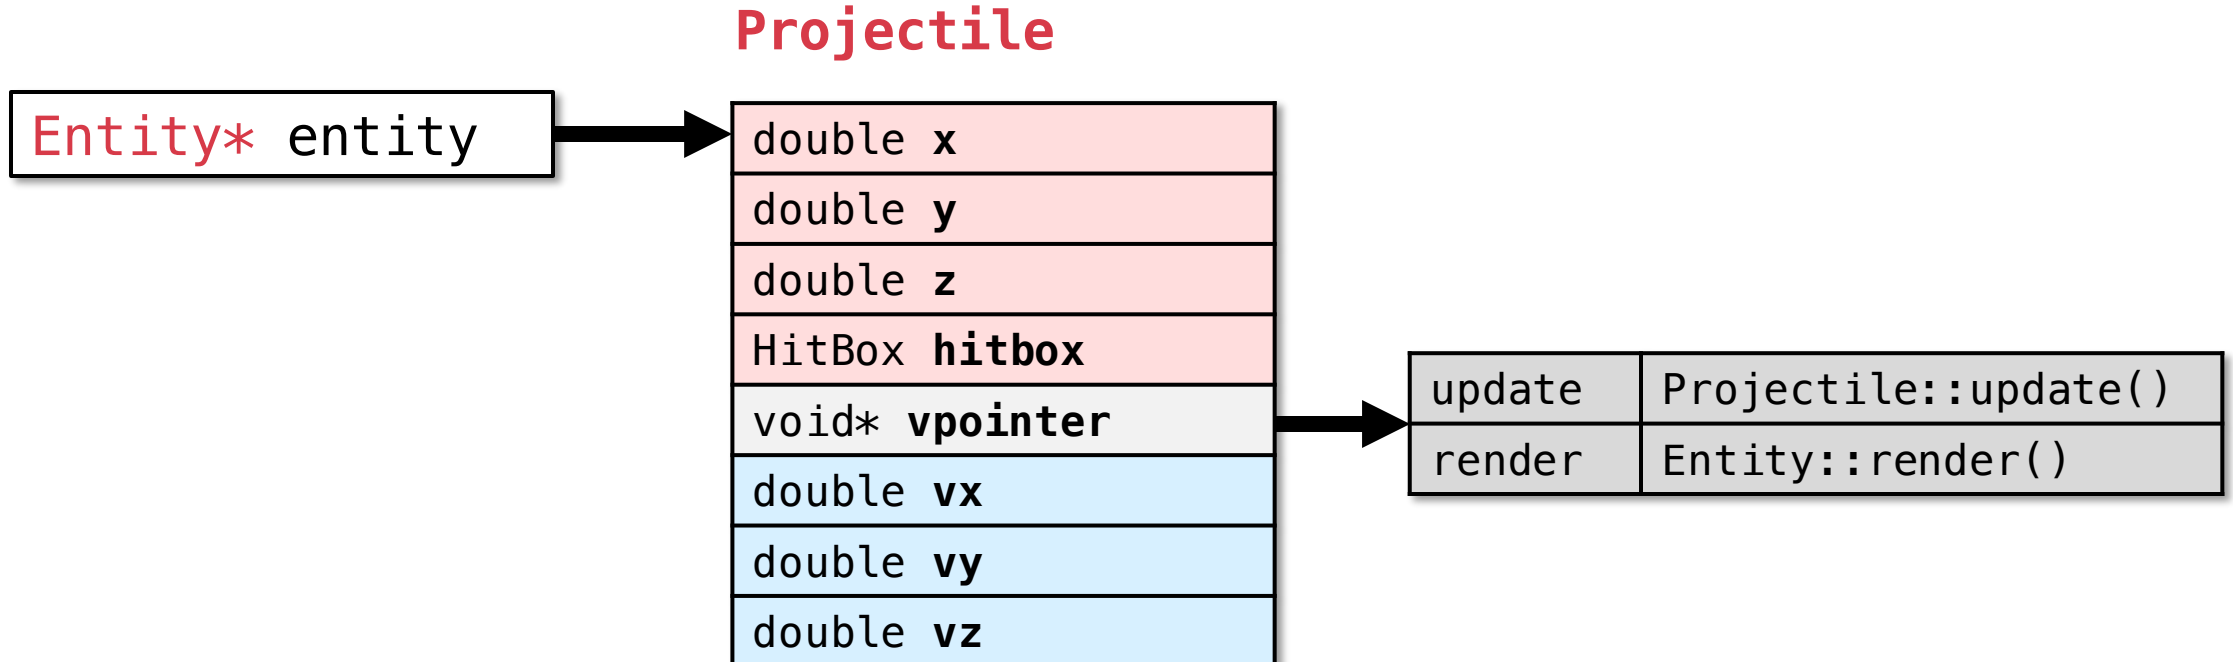 Projectile
Entity* entity
double x
double y
double z
HitBox hitbox
void* vpointer
double vx
double vy
double vz
update Projectile::update()
render Entity::render()